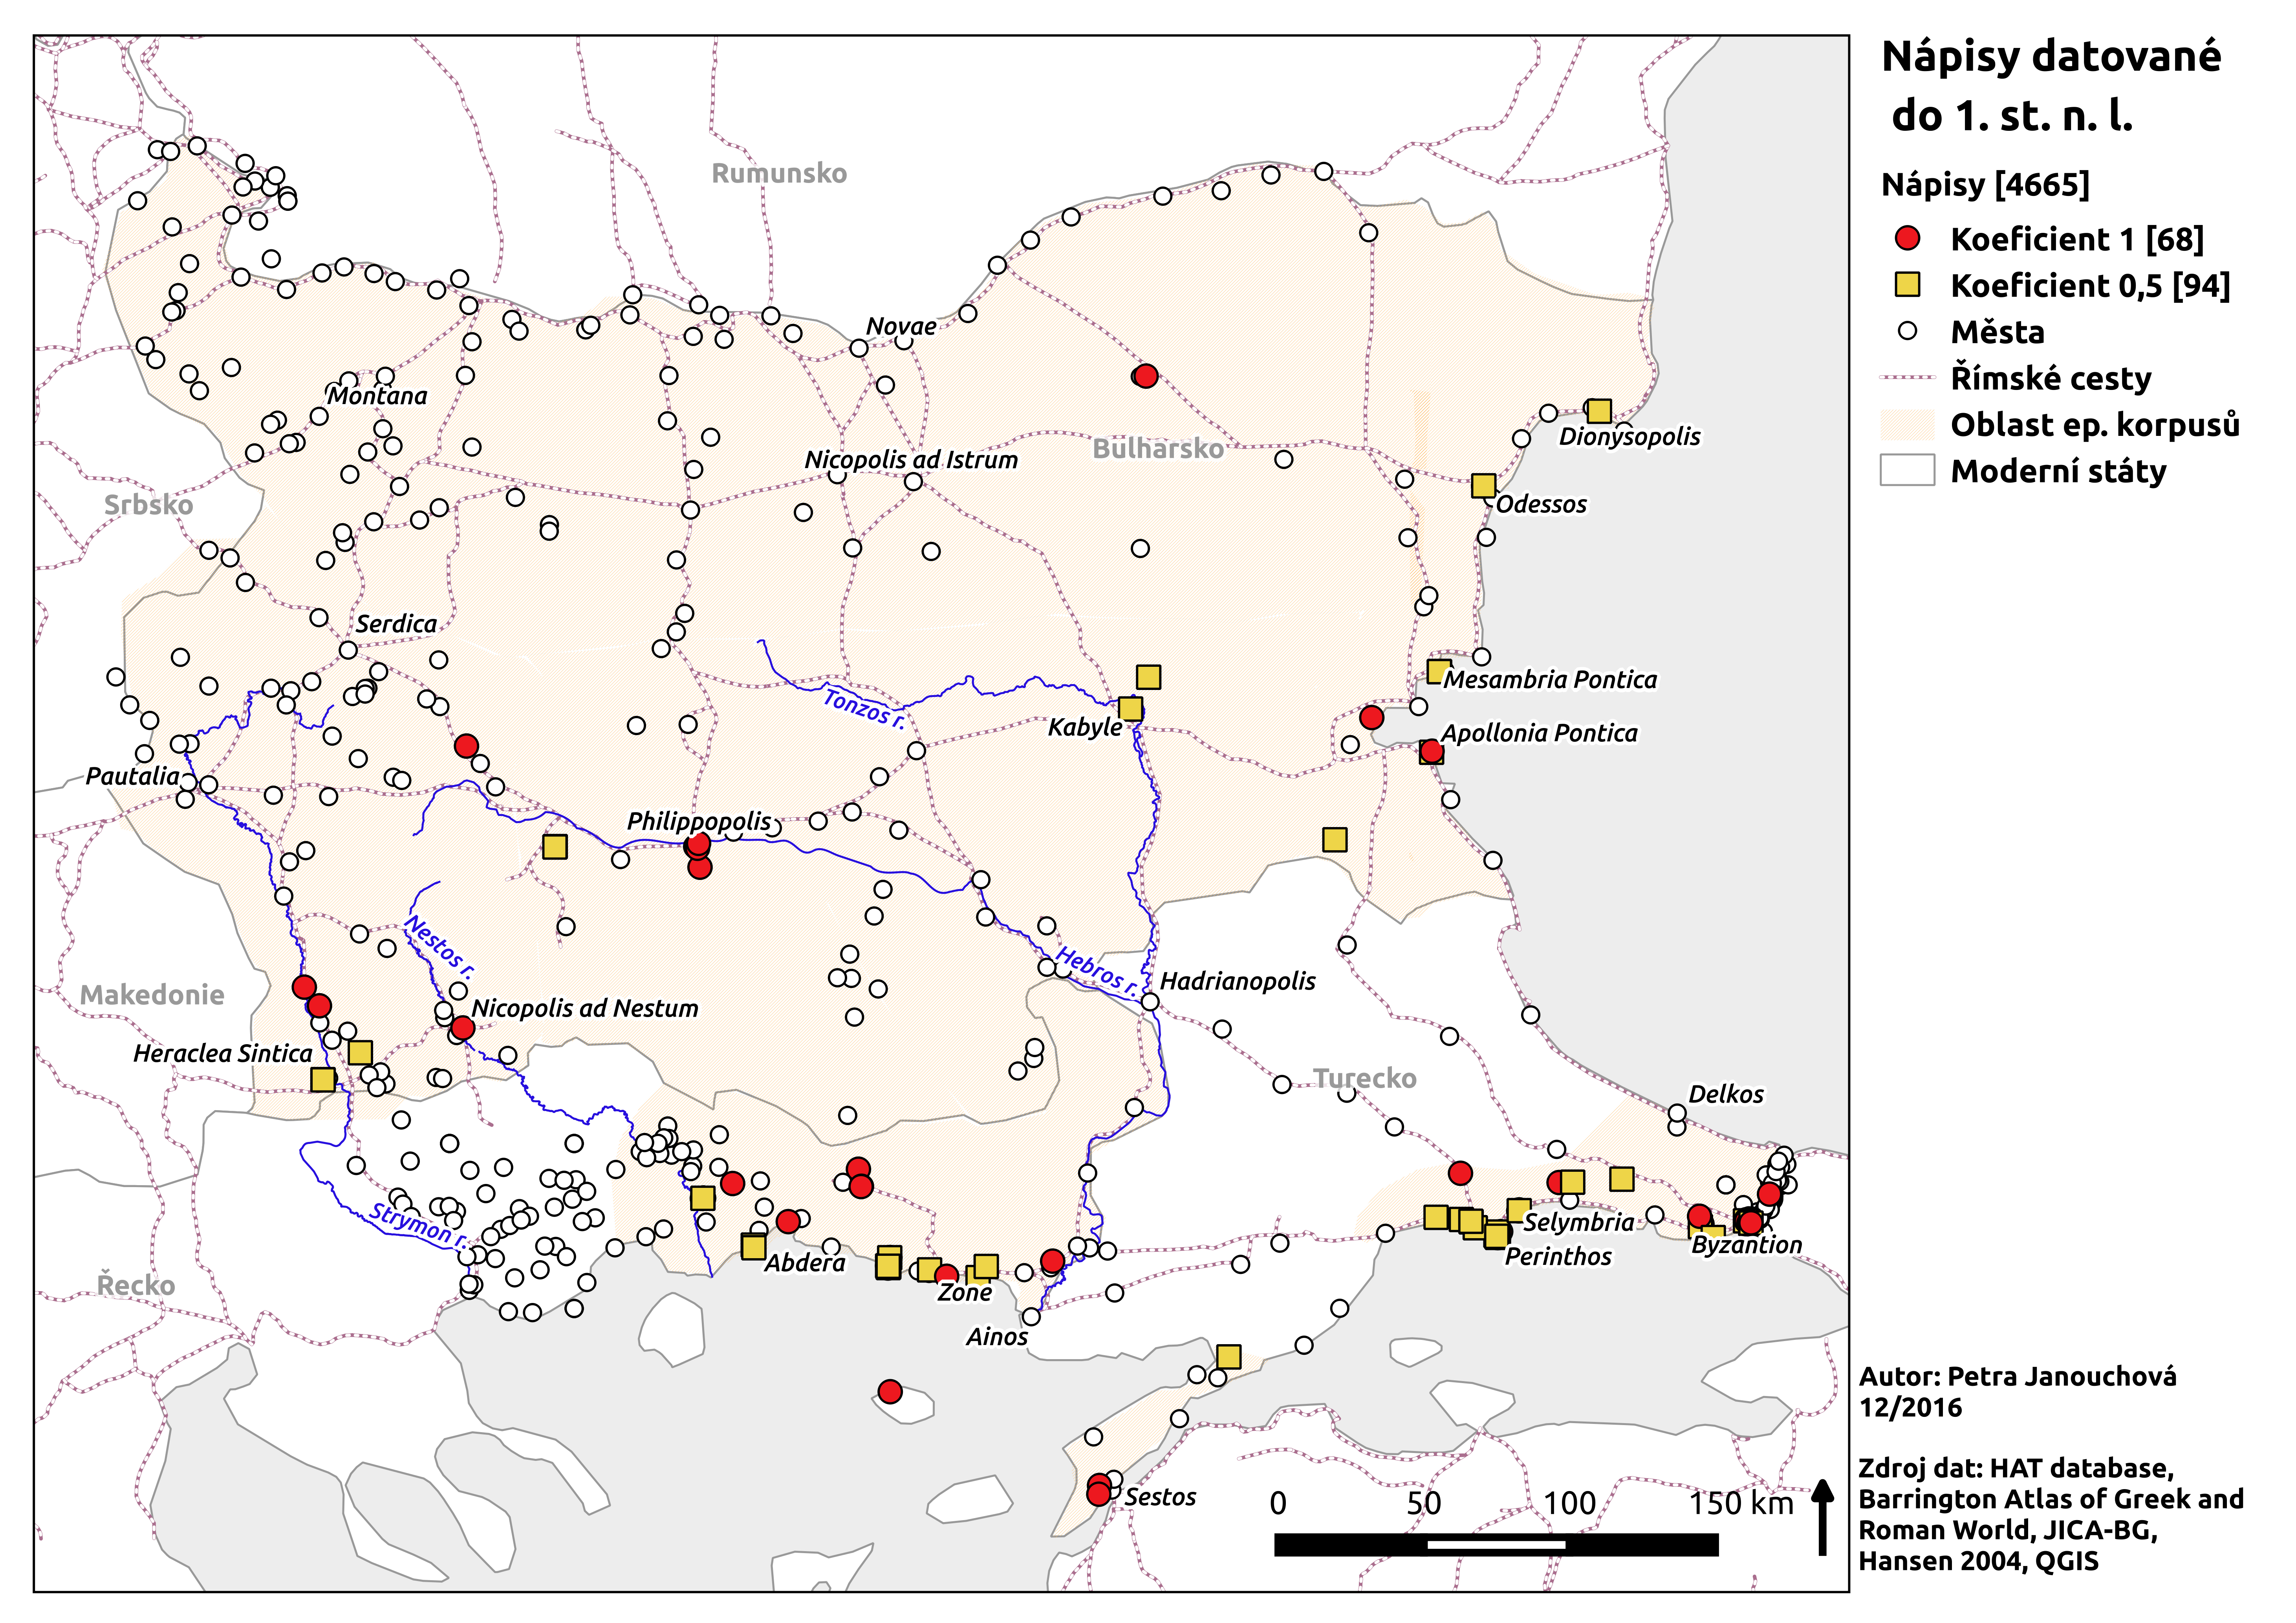 Nápisy datované
do 1. st. n. l.
Nápisy [4665]
Koeficient 1 [68]
Koeficient 0,5 [94]
Města
Římské cesty
Oblast ep. korpusů
Moderní státy
Rumunsko
Novae
Montana
Dionysopolis
Bulharsko
Nicopolis ad Istrum
Srbsko
Odessos
Serdica
Mesambria Pontica
Tonzos r.
Kabyle
Apollonia Pontica
Pautalia
Philippopolis
Nestos r.
Hebros r.
Hadrianopolis
Makedonie
Nicopolis ad Nestum
Heraclea Sintica
Turecko
Delkos
Strymon r.
Selymbria
Byzantion
Perinthos
Abdera
Řecko
Zone
Ainos
Sestos
0 50 100 150 km
Autor: Petra Janouchová
12/2016
Zdroj dat: HAT database,
Barrington Atlas of Greek and
Roman World, JICA-BG,
Hansen 2004, QGIS